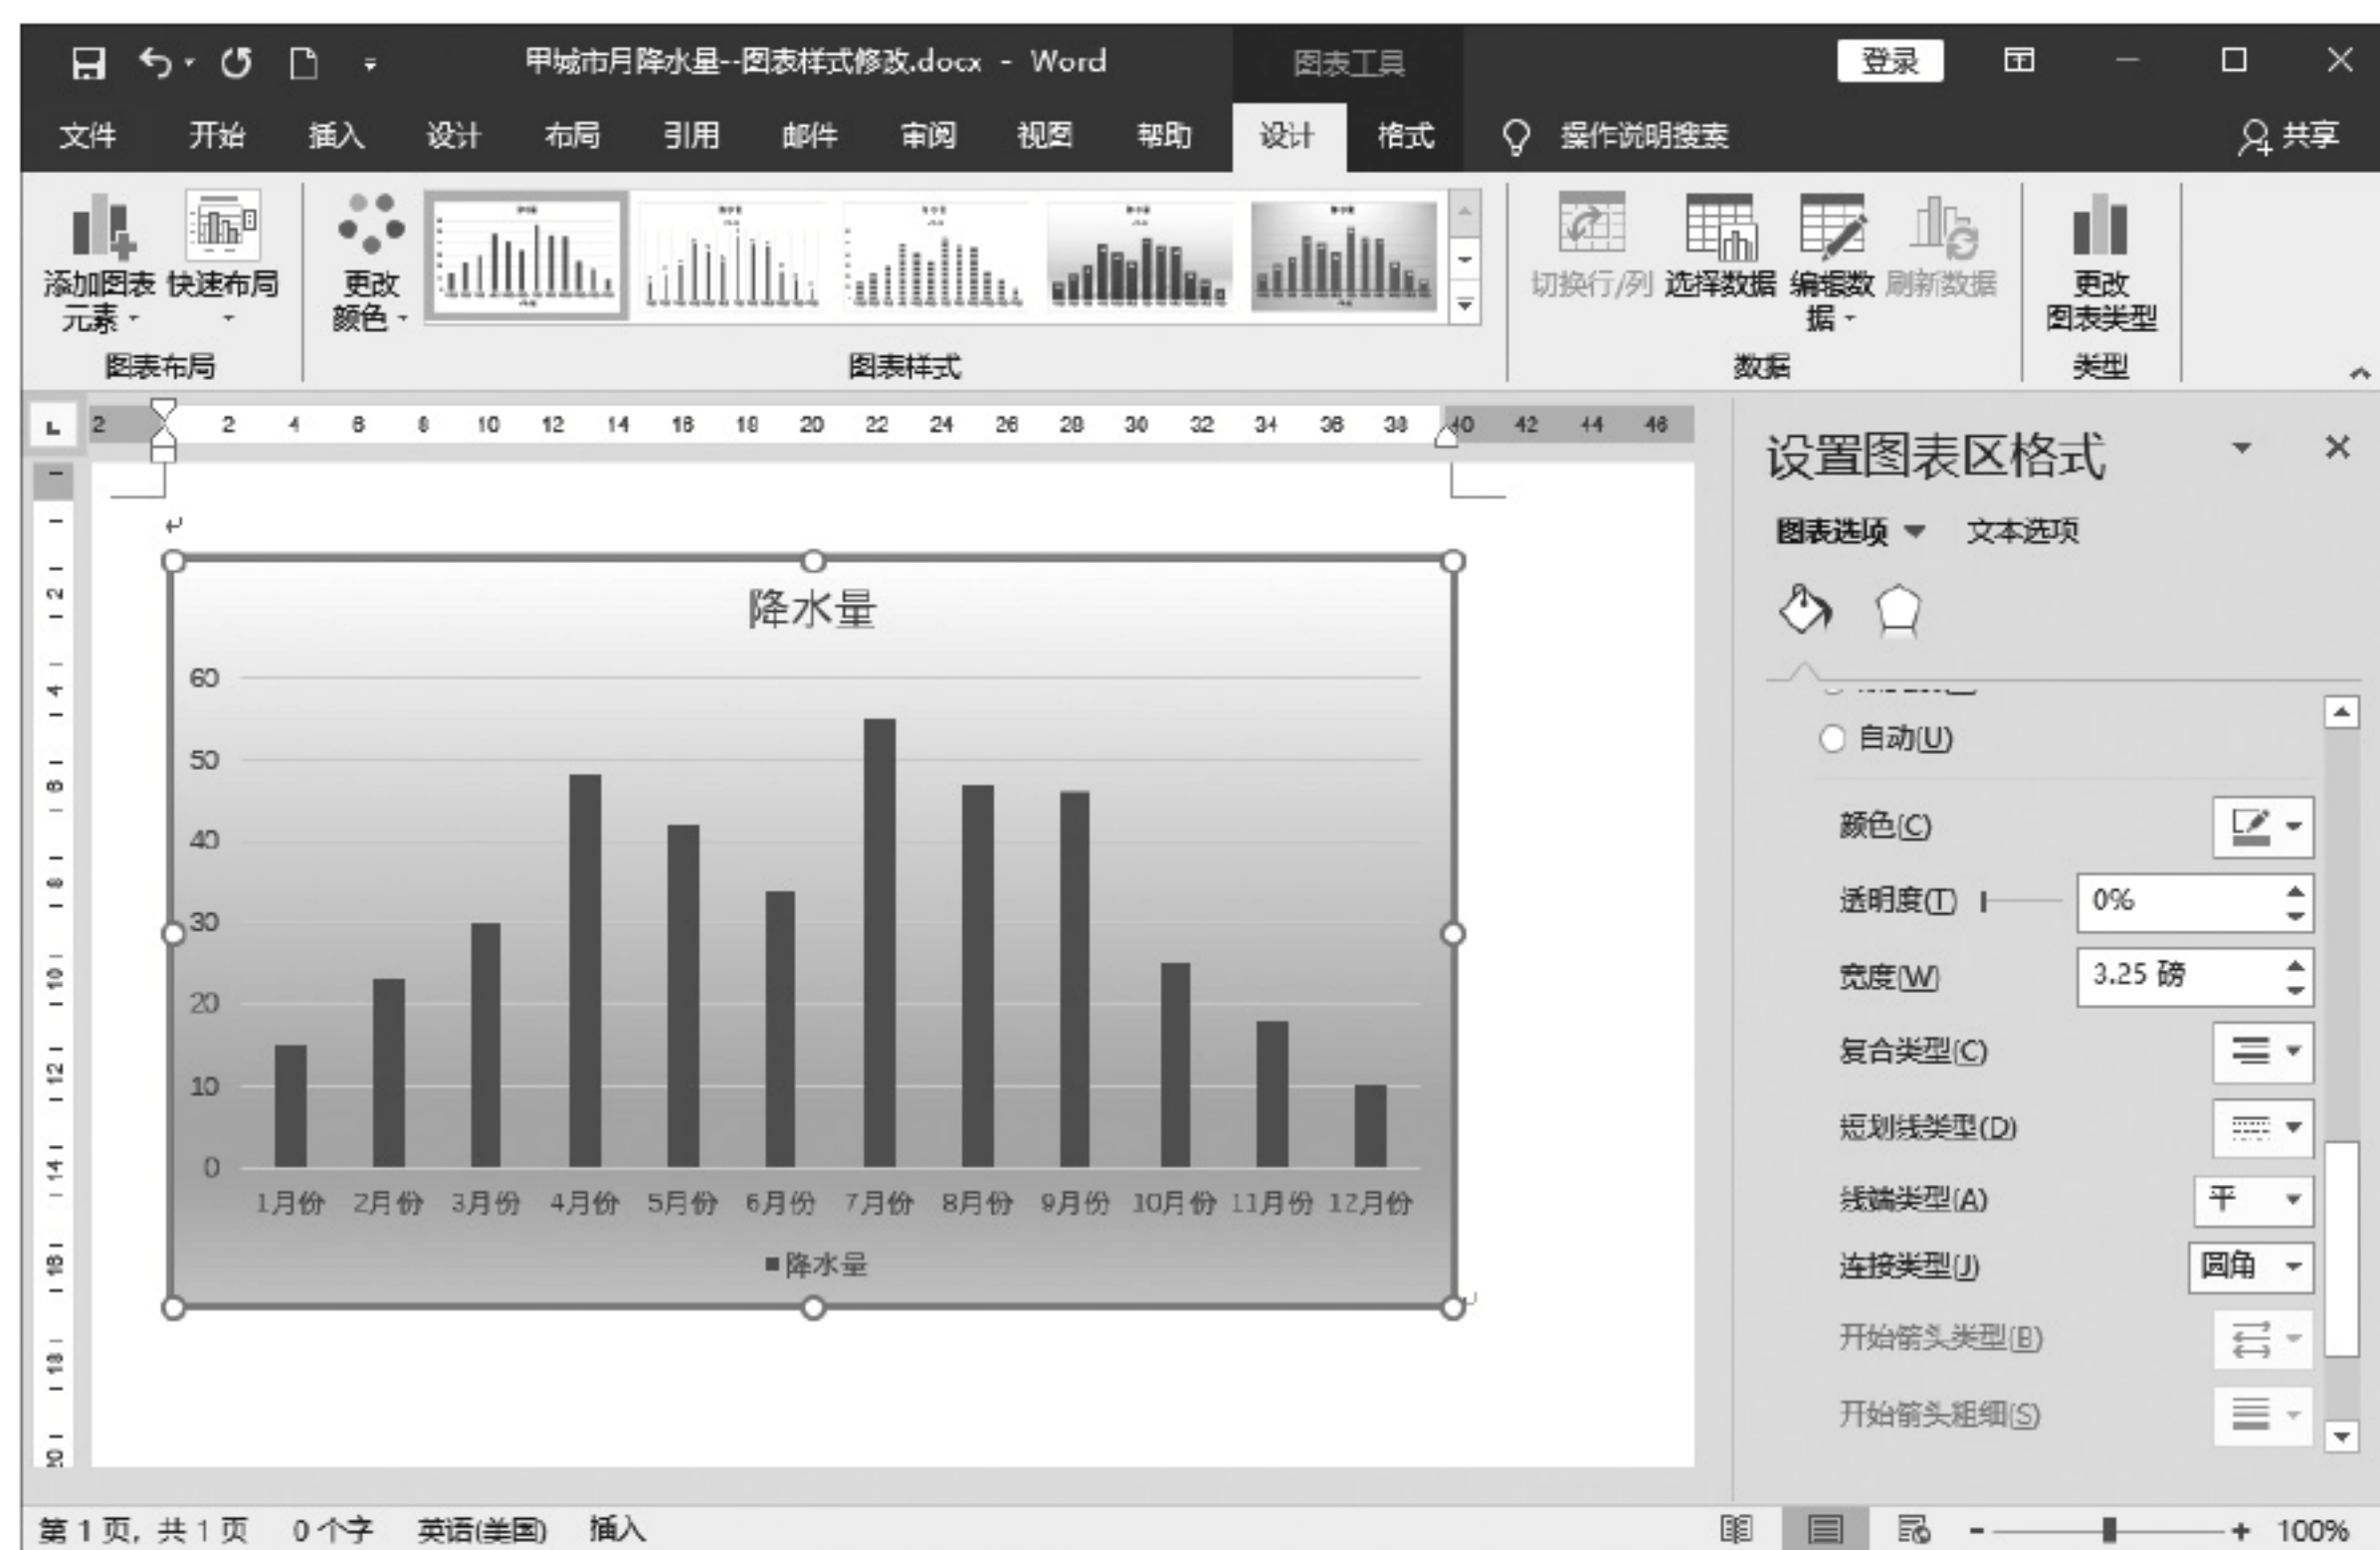 甲城市月降水量--图表样式修改.docx - Word
图表工具
登录
文件 开始 插入 设计 布局 引用 邮件 审阅 视图 帮助 设计 格式 操作说明搜索 共享
添加图表元素
快速布局
更改颜色
切换行/列
选择数据
编辑数据
刷新数据
更改图表类型
图表布局 图表样式 数据 类型
2 2 4 6 8 10 12 14 16 18 20 22 24 26 28 30 32 34 36 38 40 42 44 46
2
4
6
8
10
12
14
16
18
20
降水量
60
50
40
30
20
10
0
1月份 2月份 3月份 4月份 5月份 6月份 7月份 8月份 9月份 10月份 11月份 12月份
降水量
设置图表区格式
图表选项 文本选项
自动(U)
颜色(C)
透明度(T) 0%
宽度(W) 3.25 磅
复合类型(C)
短划线类型(D)
线端类型(A) 平
连接类型(J) 圆角
开始箭头类型(B)
开始箭头粗细(S)
第 1 页, 共 1 页 0 个字 英语(美国) 插入 100%